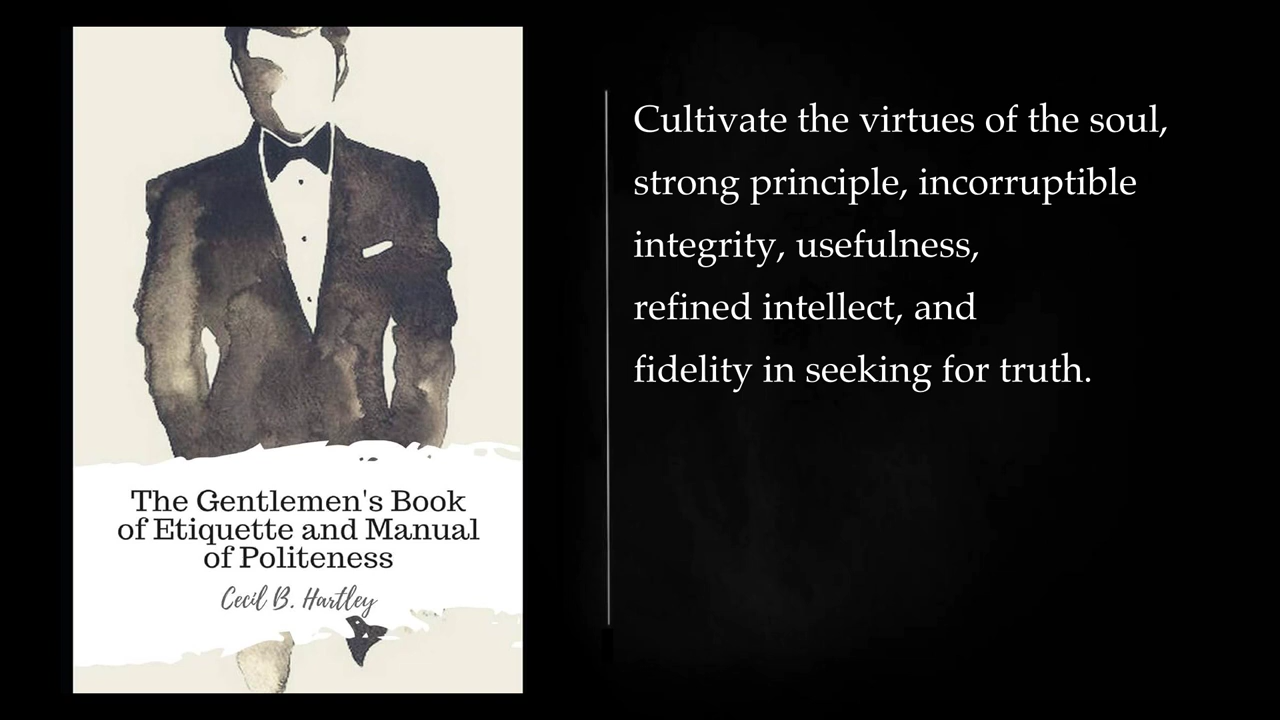 The Gentlemen's Book
of Etiquette and Manual
of Politeness
Cecil B. Hartley
Cultivate the virtues of the soul,
strong principle, incorruptible
integrity, usefulness,
refined intellect, and
fidelity in seeking for truth.